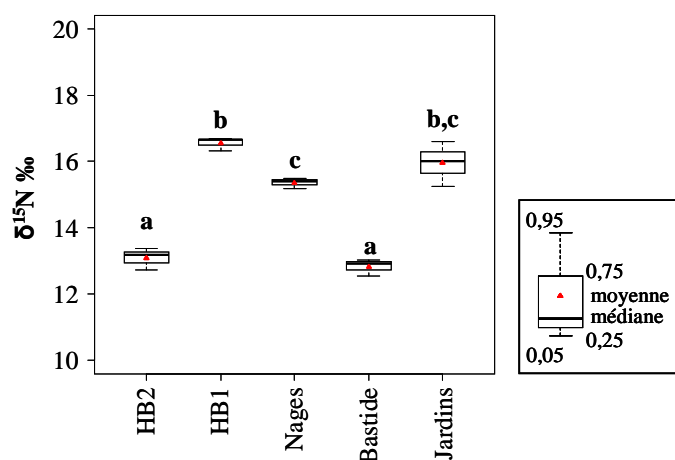 20
18
16
14
12
10
δ¹⁵N ‰
a
b
c
a
b,c
HB2
HB1
Nages
Bastide
Jardins
0,95
0,75
moyenne
médiane
0,25
0,05